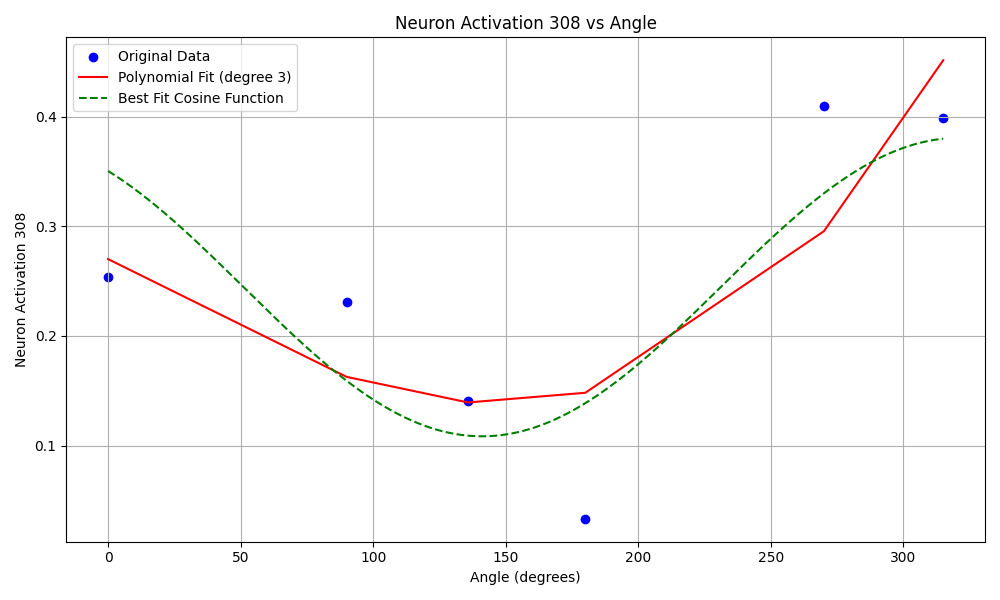 Neuron Activation 308 vs Angle
Original Data
Polynomial Fit (degree 3)
Best Fit Cosine Function
Neuron Activation 308
0.4
0.3
0.2
0.1
0
50
100
150
200
250
300
Angle (degrees)